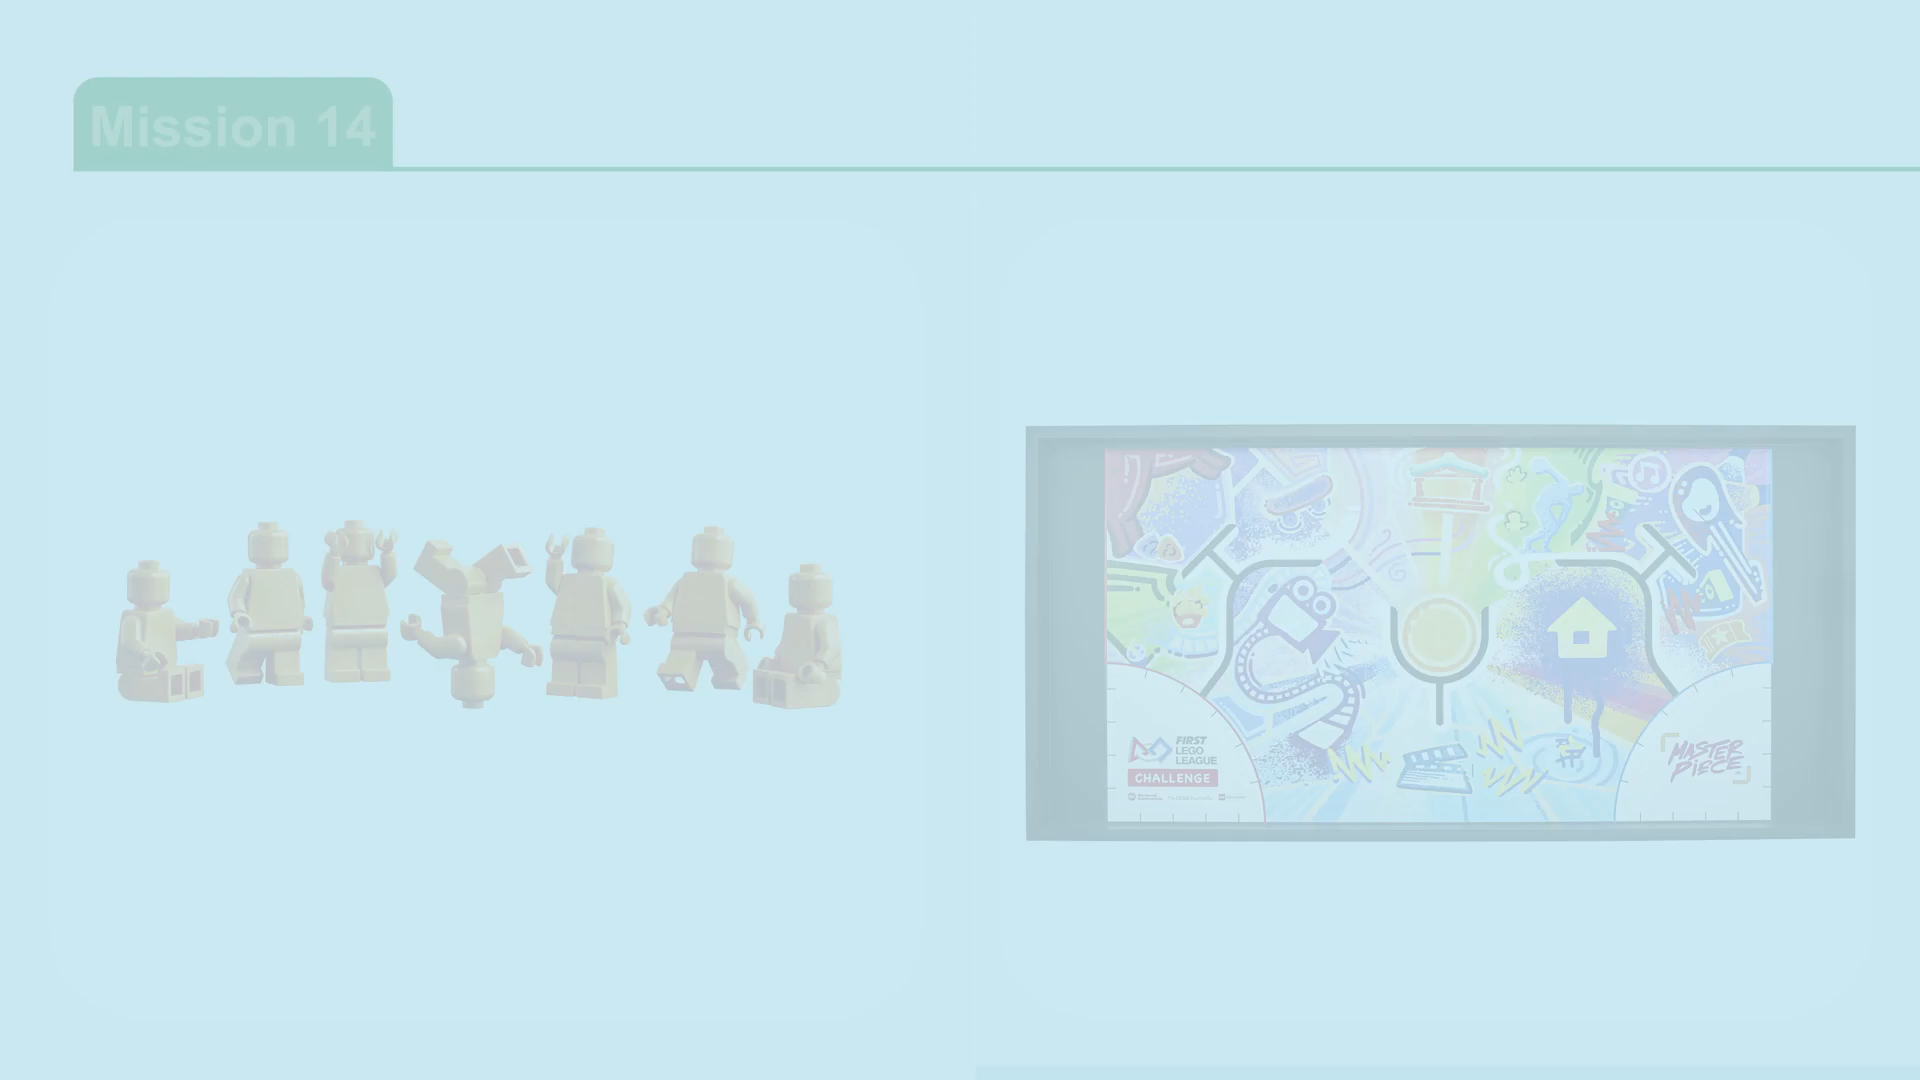 Mission 14
FIRST
LEGO
LEAGUE
CHALLENGE
MASTER
PIECE